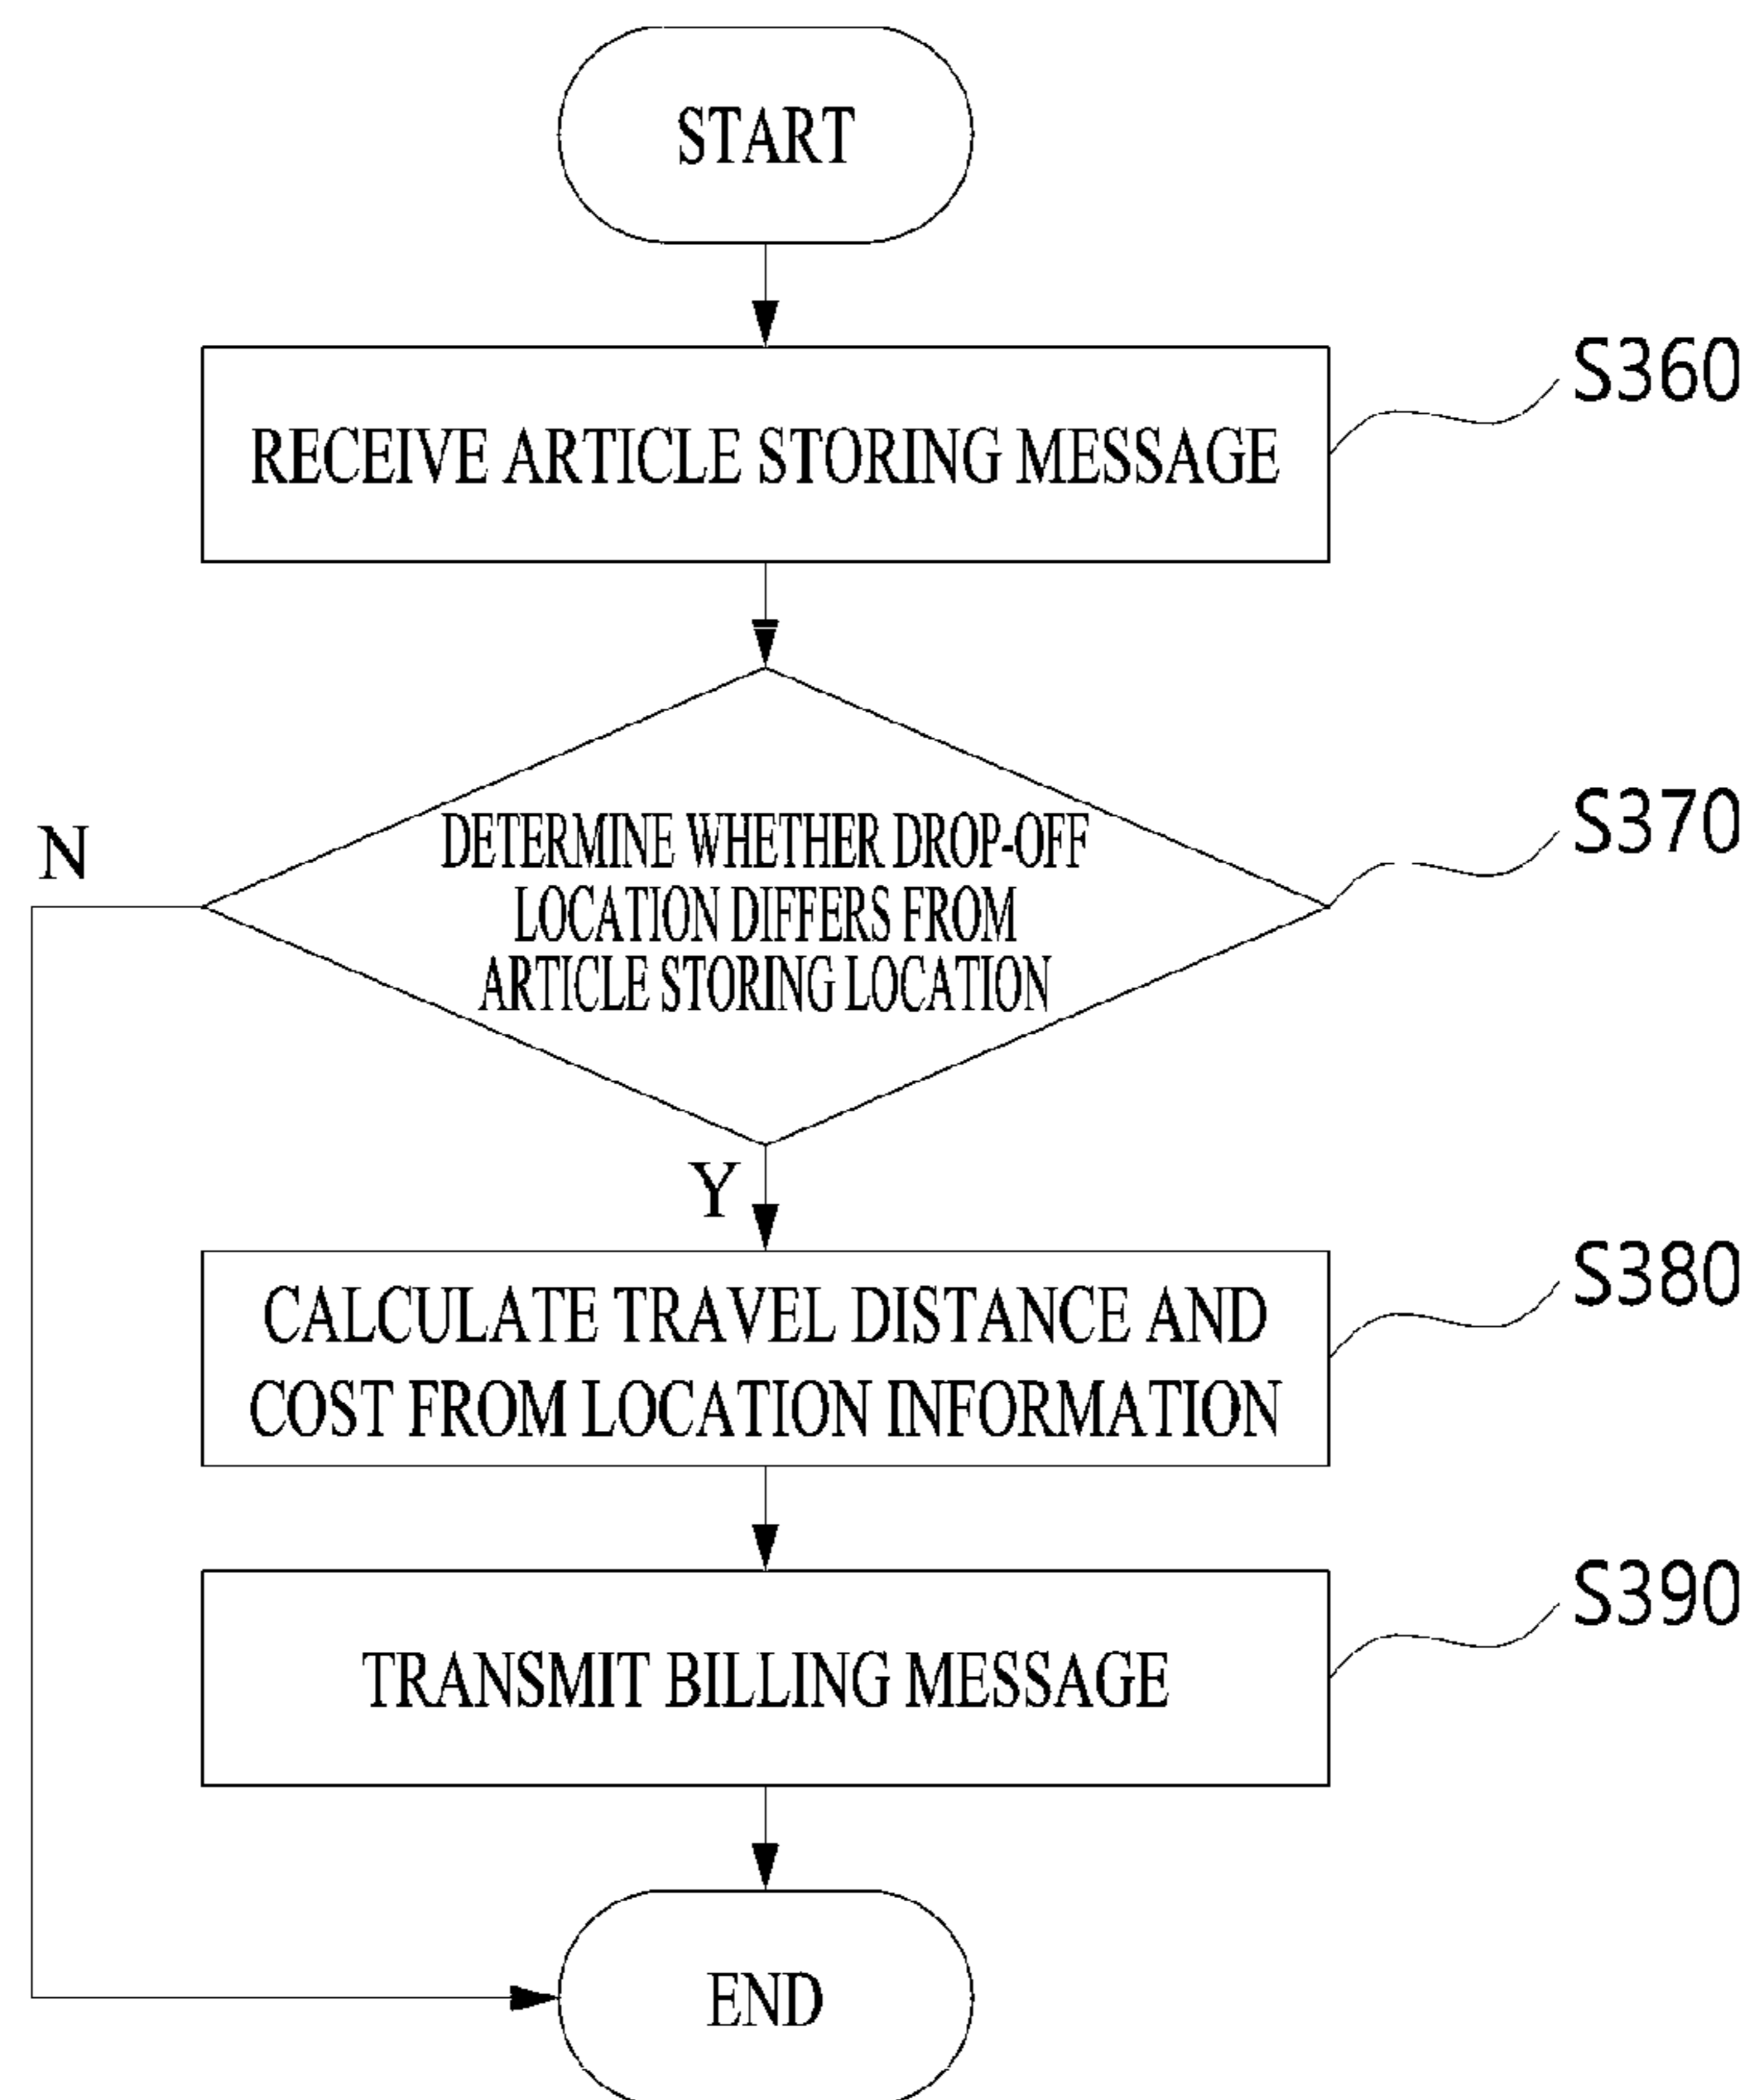 START
RECEIVE ARTICLE STORING MESSAGE
S360
DETERMINE WHETHER DROP-OFF
LOCATION DIFFERS FROM
ARTICLE STORING LOCATION
S370
N
Y
CALCULATE TRAVEL DISTANCE AND
COST FROM LOCATION INFORMATION
S380
TRANSMIT BILLING MESSAGE
S390
END